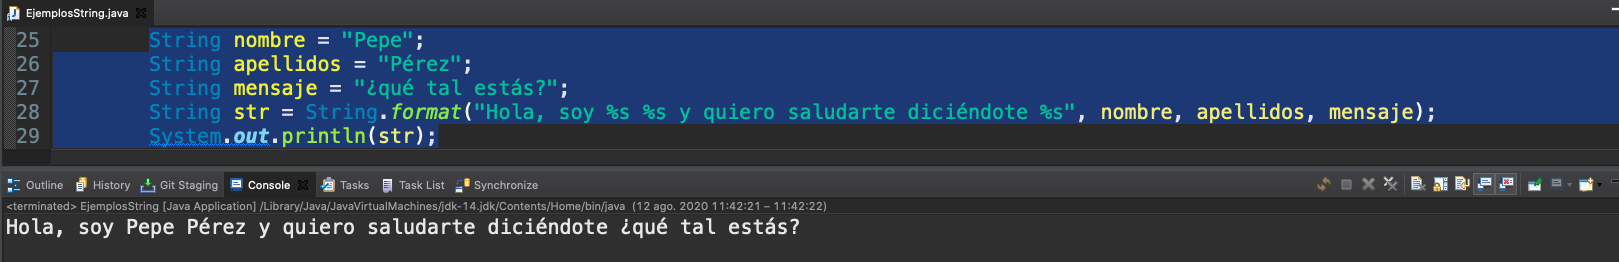 EjemplosString.java
25 String nombre = "Pepe";
26 String apellidos = "Pérez";
27 String mensaje = "¿qué tal estás?";
28 String str = String.format("Hola, soy %s %s y quiero saludarte diciéndote %s", nombre, apellidos, mensaje);
29 System.out.println(str);
Outline History Git Staging Console Tasks Task List Synchronize
<terminated> EjemplosString [Java Application] /Library/Java/JavaVirtualMachines/jdk-14.jdk/Contents/Home/bin/java (12 ago. 2020 11:42:21 – 11:42:22)
Hola, soy Pepe Pérez y quiero saludarte diciéndote ¿qué tal estás?